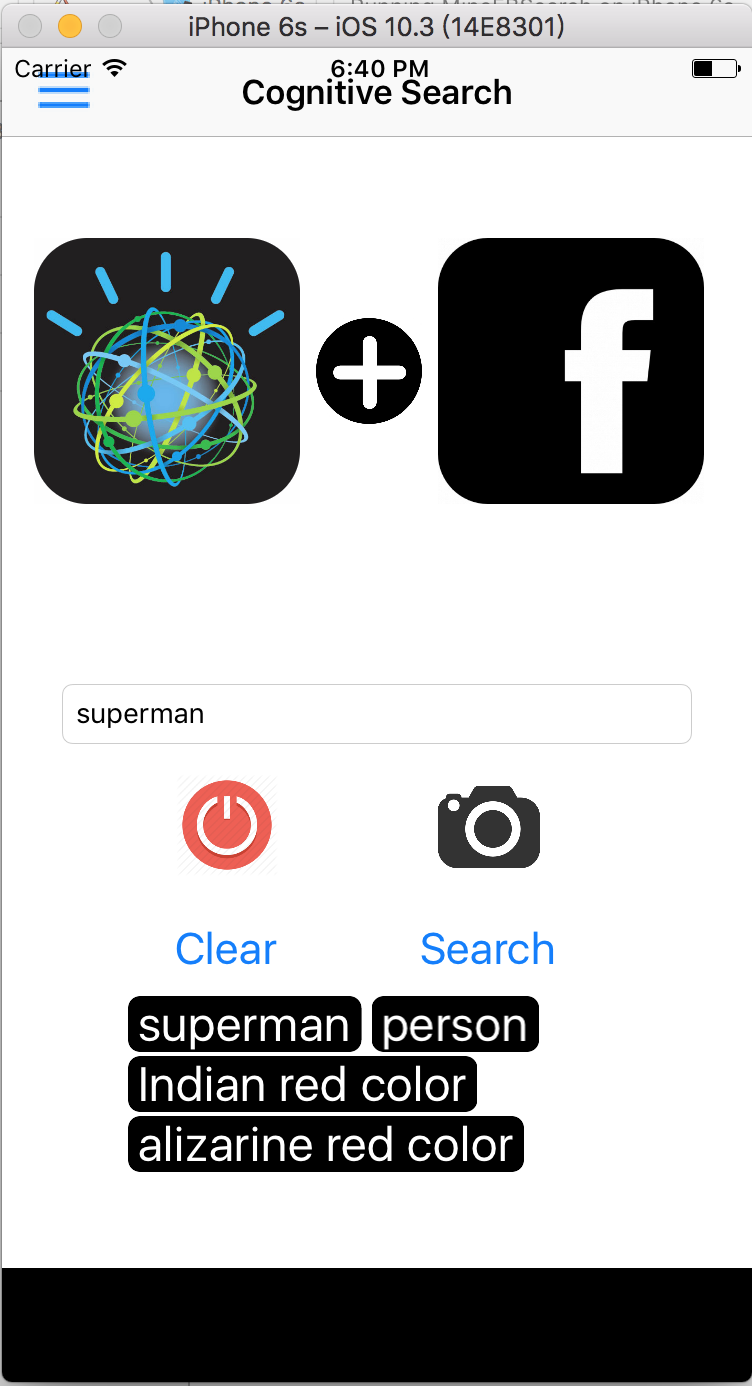 iPhone 6s – iOS 10.3 (14E8301)
Carrier 6:40 PM
Cognitive Search
f
superman
Clear Search
superman person
Indian red color
alizarine red color